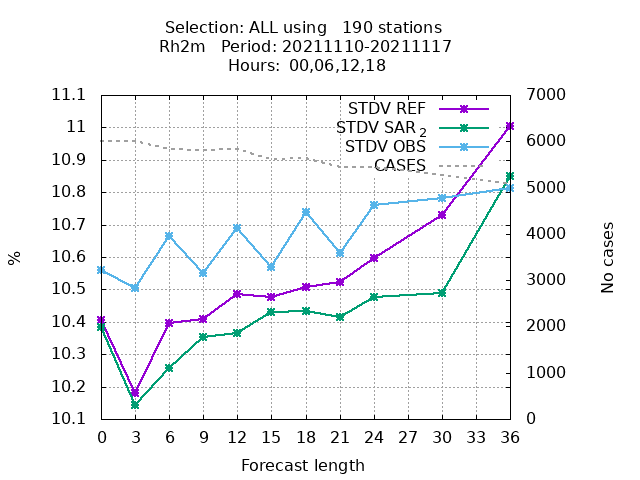 Selection: ALL using   190 stations
Rh2m   Period: 20211110-20211117
Hours:  00,06,12,18
STDV REF
STDV SAR 2
STDV OBS
CASES
11.1
11
10.9
10.8
10.7
10.6
10.5
10.4
10.3
10.2
10.1
%
7000
6000
5000
4000
3000
2000
1000
0
No cases
0 3 6 9 12 15 18 21 24 27 30 33 36
Forecast length